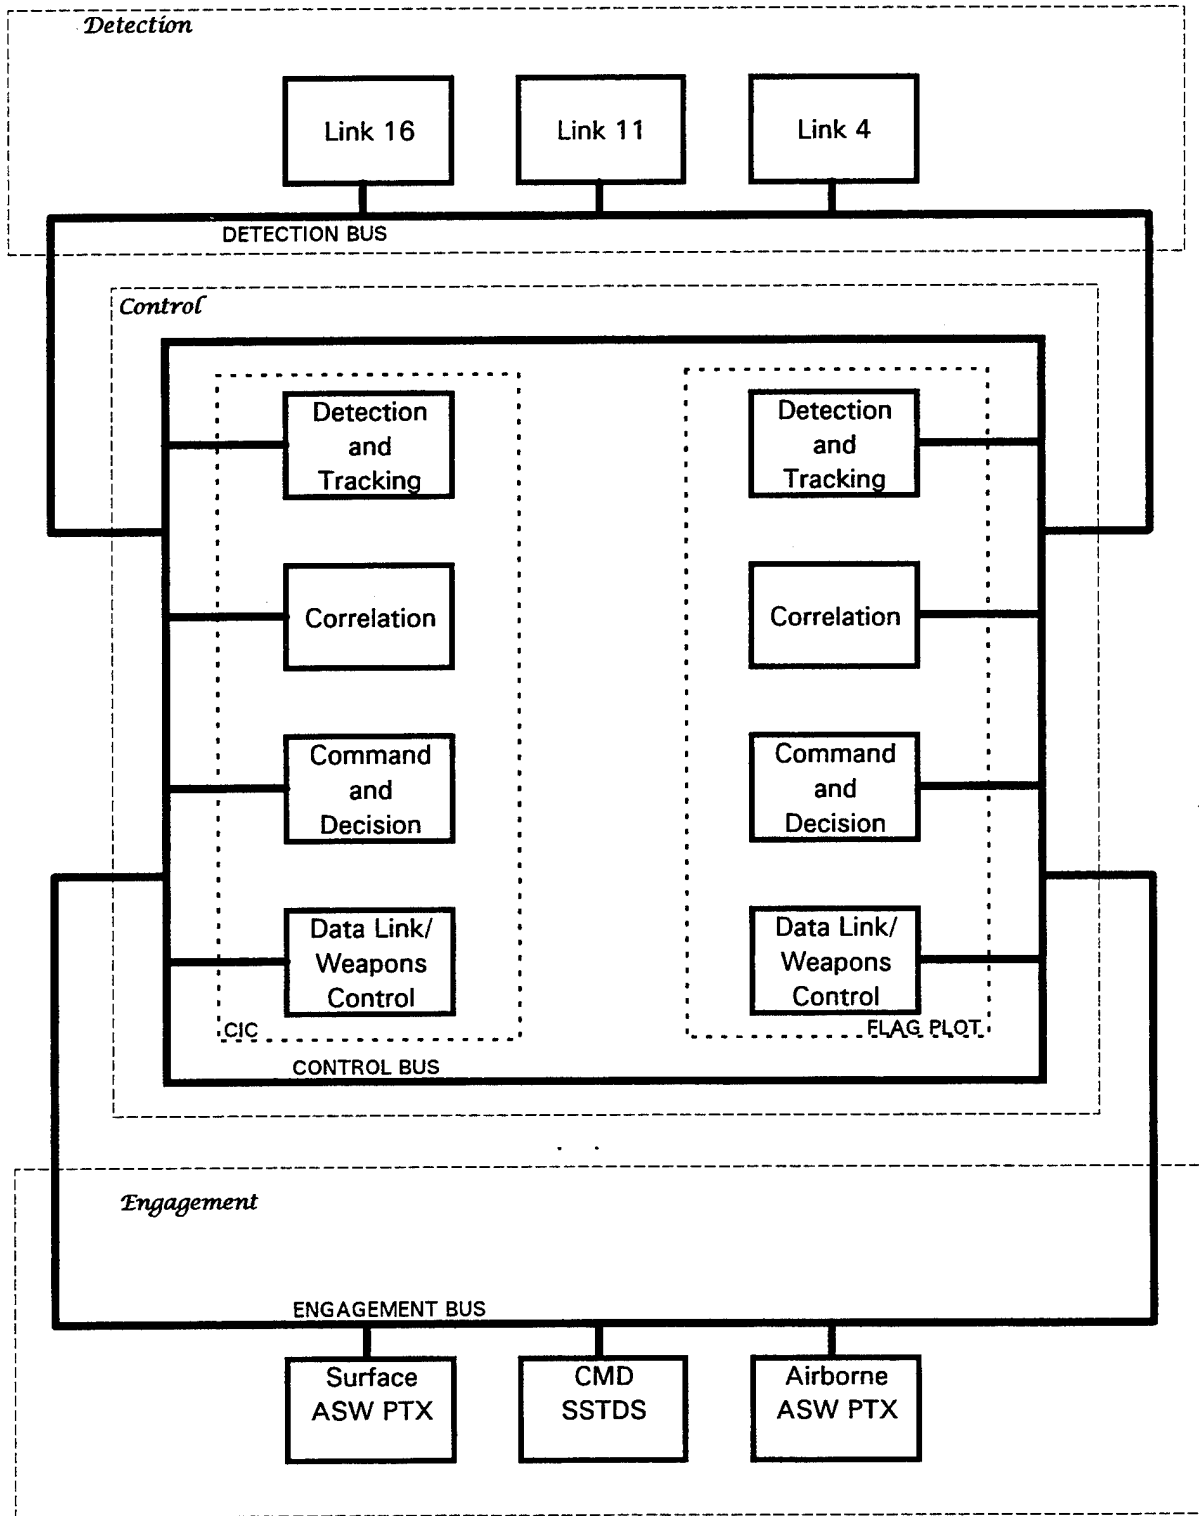 Detection
Link 16
Link 11
Link 4
DETECTION BUS
Control
Detection
and
Tracking
Detection
and
Tracking
Correlation
Correlation
Command
and
Decision
Command
and
Decision
Data Link/
Weapons
Control
Data Link/
Weapons
Control
CIC
FLAG PLOT
CONTROL BUS
Engagement
ENGAGEMENT BUS
Surface
ASW PTX
CMD
SSTDS
Airborne
ASW PTX